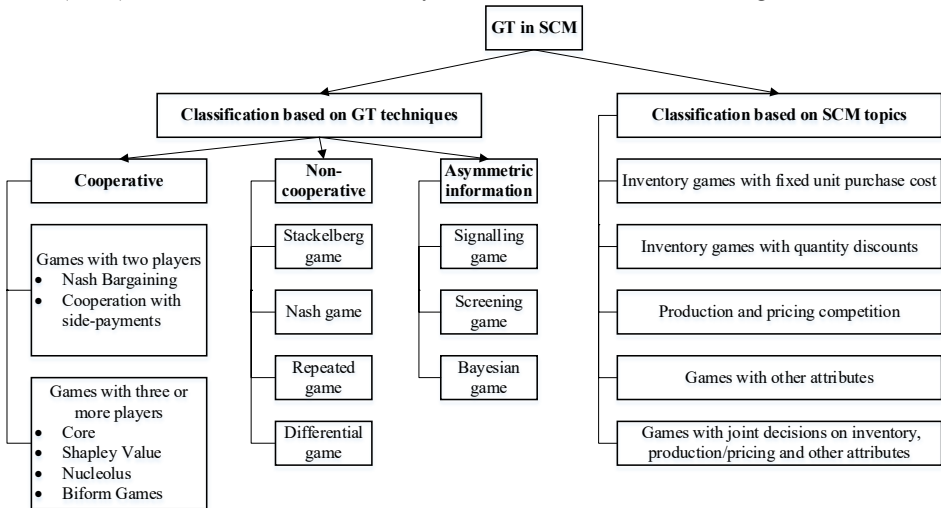 GT in SCM
Classification based on GT techniques
Classification based on SCM topics
Cooperative
Non-
cooperative
Asymmetric
information
Games with two players
• Nash Bargaining
• Cooperation with
side-payments
Games with three or
more players
• Core
• Shapley Value
• Nucleolus
• Biform Games
Stackelberg
game
Nash game
Repeated
game
Differential
game
Signalling
game
Screening
game
Bayesian
game
Inventory games with fixed unit purchase cost
Inventory games with quantity discounts
Production and pricing competition
Games with other attributes
Games with joint decisions on inventory,
production/pricing and other attributes